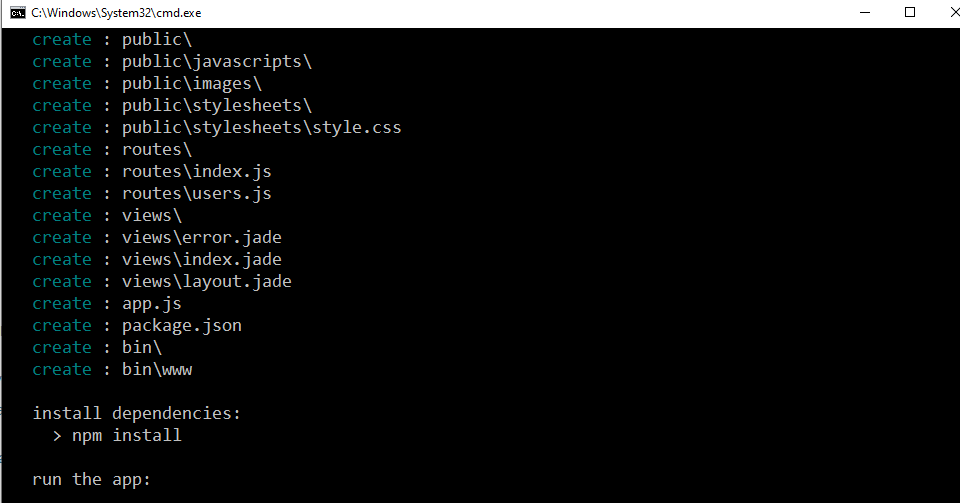 C:\Windows\System32\cmd.exe
create : public\
create : public\javascripts\
create : public\images\
create : public\stylesheets\
create : public\stylesheets\style.css
create : routes\
create : routes\index.js
create : routes\users.js
create : views\
create : views\error.jade
create : views\index.jade
create : views\layout.jade
create : app.js
create : package.json
create : bin\
create : bin\www
install dependencies:
> npm install
run the app: